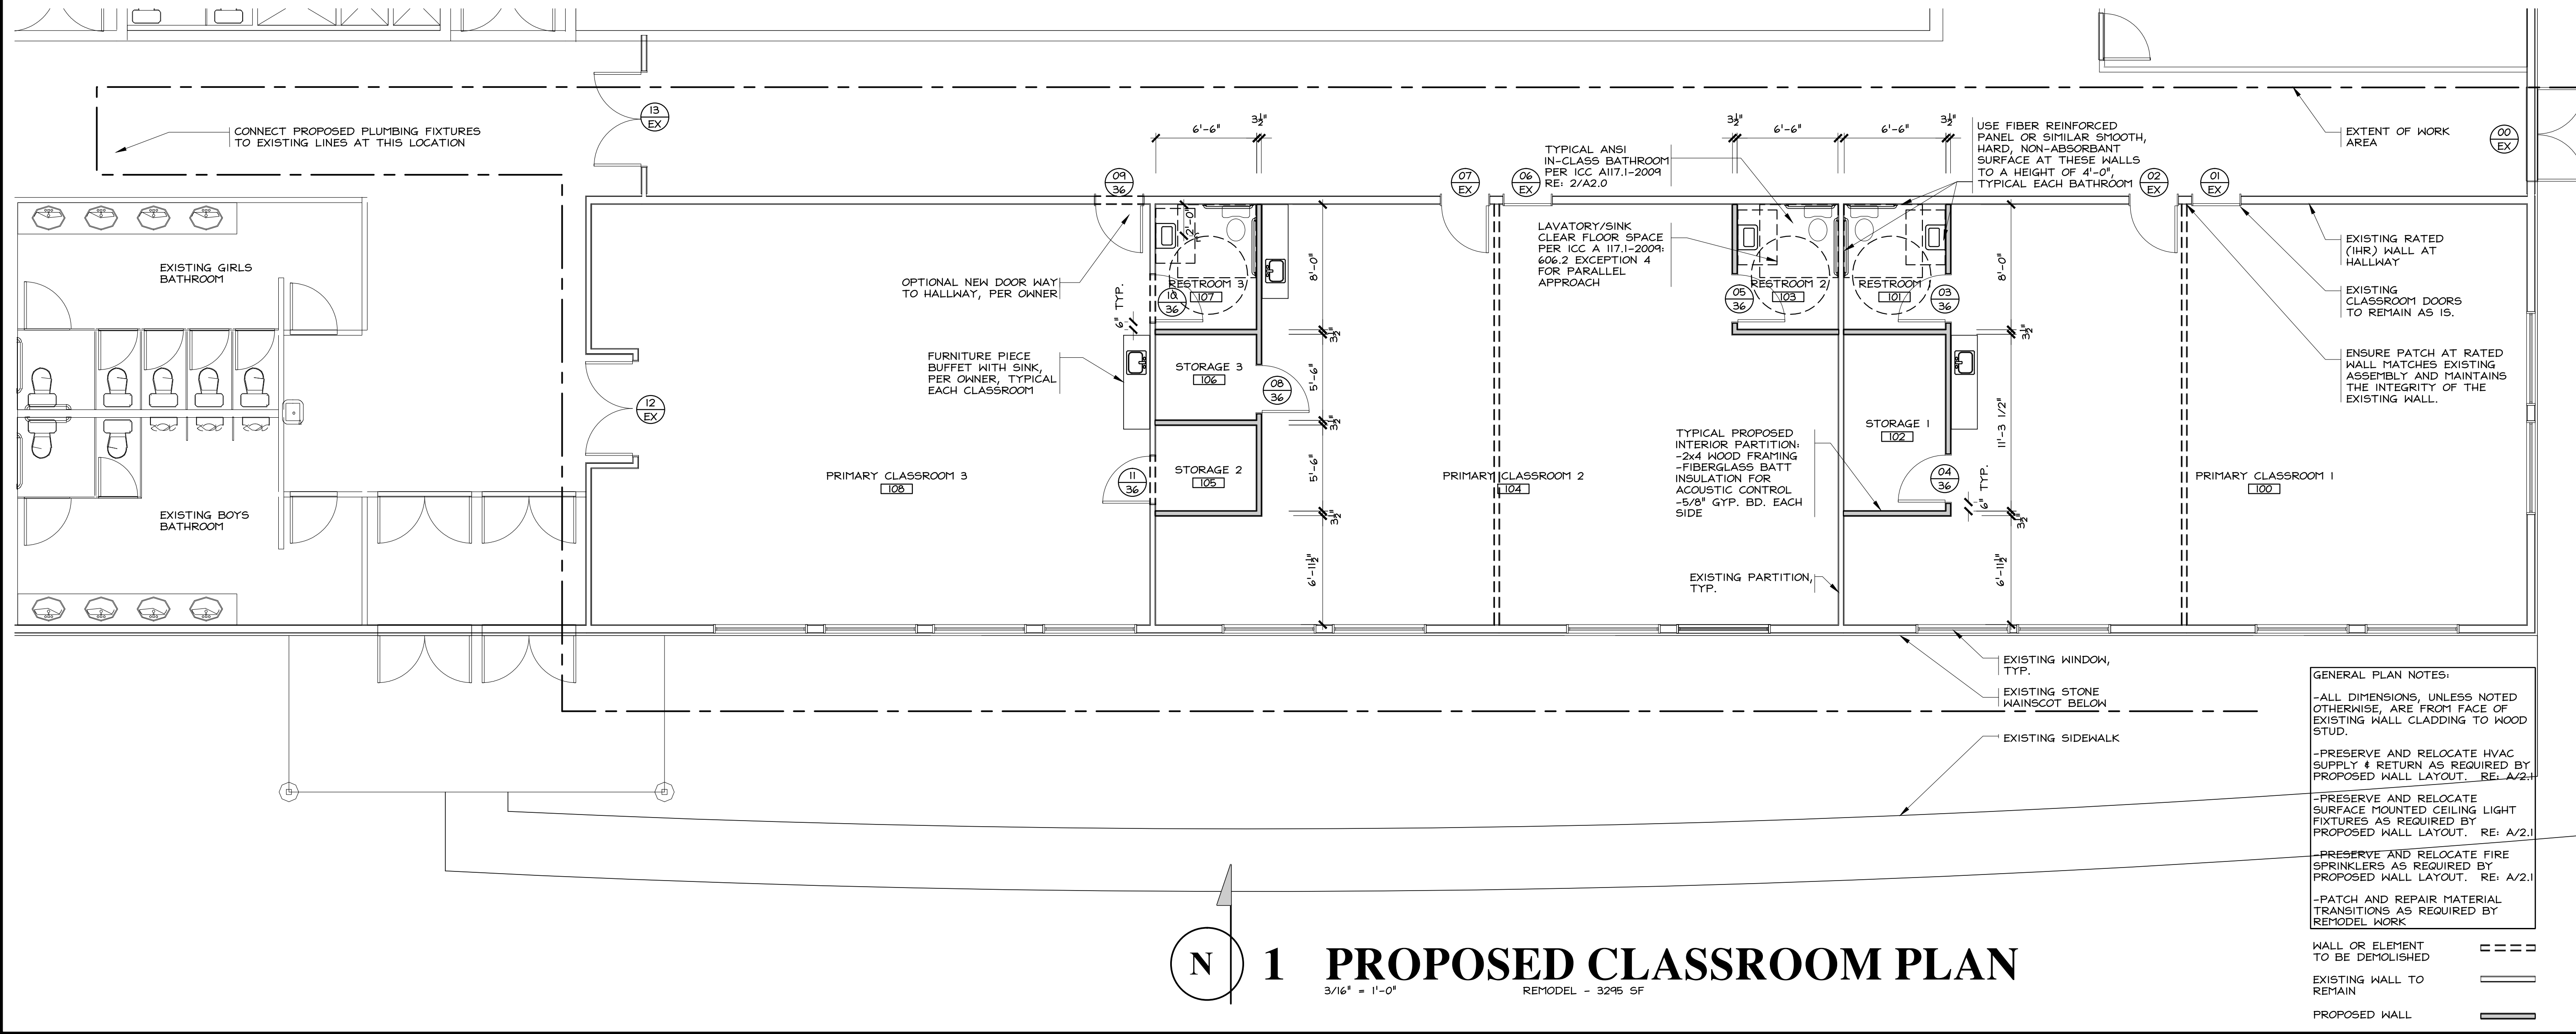 CONNECT PROPOSED PLUMBING FIXTURES
TO EXISTING LINES AT THIS LOCATION
13
EX
6'-6"
3½"
3½"
6'-6"
6'-6"
3½"
TYPICAL ANSI
IN-CLASS BATHROOM
PER ICC A117.1-2009
RE: 2/A2.0
USE FIBER REINFORCED
PANEL OR SIMILAR SMOOTH,
HARD, NON-ABSORBANT
SURFACE AT THESE WALLS
TO A HEIGHT OF 4'-0",
TYPICAL EACH BATHROOM
EXTENT OF WORK
AREA
00
EX
09
36
07
EX
06
EX
02
EX
01
EX
EXISTING GIRLS
BATHROOM
OPTIONAL NEW DOOR WAY
TO HALLWAY, PER OWNER
2'-0"
RESTROOM 3
107
10
36
6" TYP.
8'-0"
LAVATORY/SINK
CLEAR FLOOR SPACE
PER ICC A 117.1-2009:
606.2 EXCEPTION 4
FOR PARALLEL
APPROACH
05
36
RESTROOM 2
103
RESTROOM 1
101
03
36
8'-0"
EXISTING RATED
(1HR) WALL AT
HALLWAY
EXISTING
CLASSROOM DOORS
TO REMAIN AS IS.
ENSURE PATCH AT RATED
WALL MATCHES EXISTING
ASSEMBLY AND MAINTAINS
THE INTEGRITY OF THE
EXISTING WALL.
FURNITURE PIECE
BUFFET WITH SINK,
PER OWNER, TYPICAL
EACH CLASSROOM
STORAGE 3
106
08
36
3½"
5'-6"
3½"
3½"
12
EX
STORAGE 1
102
11'-3 1/2"
PRIMARY CLASSROOM 3
108
11
36
STORAGE 2
105
5'-6"
3½"
PRIMARY CLASSROOM 2
104
TYPICAL PROPOSED
INTERIOR PARTITION:
-2x4 WOOD FRAMING
-FIBERGLASS BATT
INSULATION FOR
ACOUSTIC CONTROL
-5/8" GYP. BD. EACH
SIDE
04
36
6" TYP.
3½"
PRIMARY CLASSROOM 1
100
EXISTING BOYS
BATHROOM
6'-11½"
EXISTING PARTITION,
TYP.
6'-11½"
EXISTING WINDOW,
TYP.
EXISTING STONE
WAINSCOT BELOW
EXISTING SIDEWALK
GENERAL PLAN NOTES:
-ALL DIMENSIONS, UNLESS NOTED
OTHERWISE, ARE FROM FACE OF
EXISTING WALL CLADDING TO WOOD
STUD.
-PRESERVE AND RELOCATE HVAC
SUPPLY & RETURN AS REQUIRED BY
PROPOSED WALL LAYOUT. RE: A/2.1
-PRESERVE AND RELOCATE
SURFACE MOUNTED CEILING LIGHT
FIXTURES AS REQUIRED BY
PROPOSED WALL LAYOUT. RE: A/2.1
-PRESERVE AND RELOCATE FIRE
SPRINKLERS AS REQUIRED BY
PROPOSED WALL LAYOUT. RE: A/2.1
-PATCH AND REPAIR MATERIAL
TRANSITIONS AS REQUIRED BY
REMODEL WORK
WALL OR ELEMENT
TO BE DEMOLISHED
EXISTING WALL TO
REMAIN
PROPOSED WALL
N
1 PROPOSED CLASSROOM PLAN
3/16" = 1'-0" REMODEL - 3295 SF